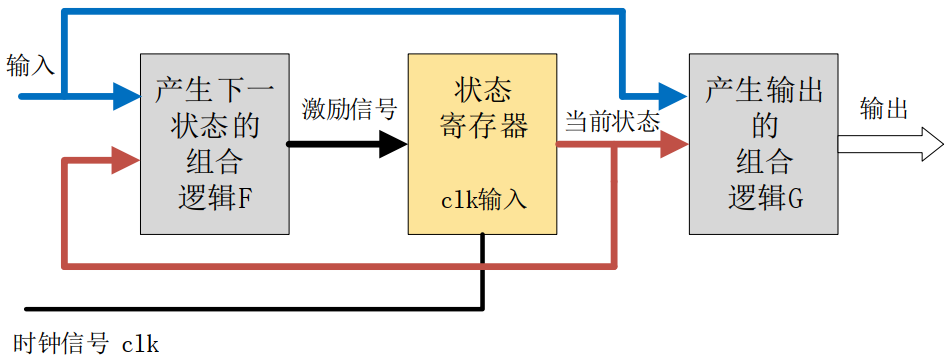 输入
产生下一
状态的
组合
逻辑F
激励信号
状态
寄存器
clk输入
当前状态
产生输出
的
组合
逻辑G
输出
时钟信号 clk